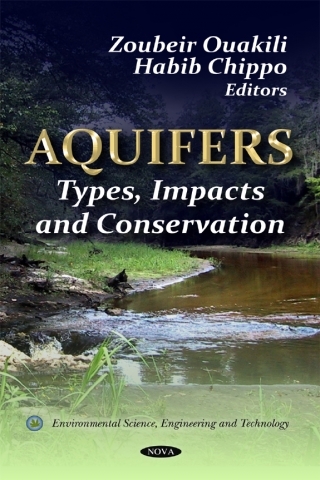 Zoubeir Ouakili
Habib Chippo
Editors
AQUIFERS
Types, Impacts
and Conservation
Environmental Science, Engineering and Technology
NOVA